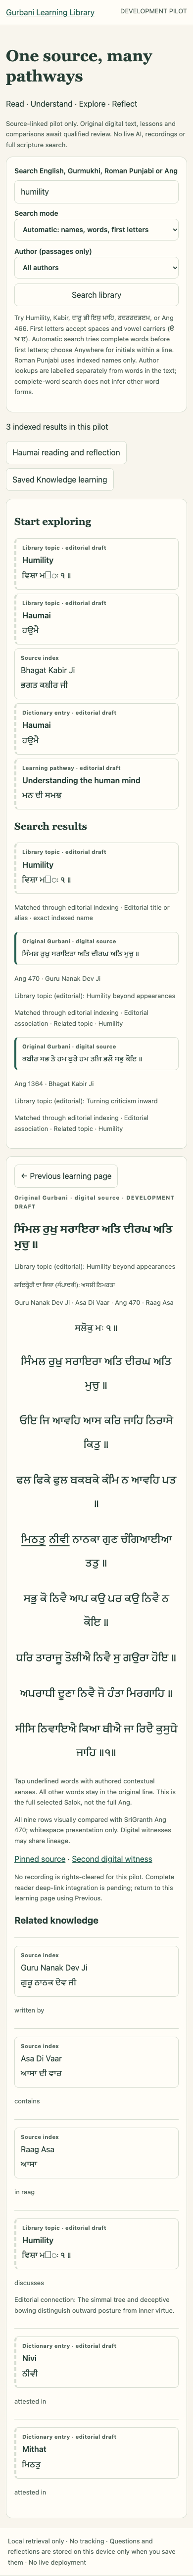 Gurbani Learning Library
DEVELOPMENT PILOT
One source, many
pathways
Read · Understand · Explore · Reflect
Source-linked pilot only. Original digital text, lessons and
comparisons await qualified review. No live AI, recordings or
full scripture search.
Search English, Gurmukhi, Roman Punjabi or Ang
humility
Search mode
Automatic: names, words, first letters
Author (passages only)
All authors
Search library
466. First letters accept spaces and vowel carriers (ੳ
ਅ ੲ). Automatic search tries complete words before
first letters; choose Anywhere for initials within a line.
Roman Punjabi uses indexed names only. Author
lookups are labelled separately from words in the text;
complete-word search does not infer other word
forms.
3 indexed results in this pilot
Haumai reading and reflection
Saved Knowledge learning
Start exploring
Library topic · editorial draft
Humility
Library topic · editorial draft
Haumai
ਹਉਮੈ
Source index
Bhagat Kabir Ji
ਭਗਤ ਕਬੀਰ ਜੀ
Dictionary entry · editorial draft
Haumai
ਹਉਮੈ
Learning pathway · editorial draft
Understanding the human mind
ਮਨ ਦੀ ਸਮਝ
Search results
Library topic · editorial draft
Humility
Matched through editorial indexing · Editorial title or
alias · exact indexed name
Original Gurbani · digital source
ਸਿੰਮਲ ਰੁਖੁ ਸਰਾਇਰਾ ਅਤਿ ਦੀਰਘ ਅਤਿ ਮੁਚੁ ॥
Ang 470 · Guru Nanak Dev Ji
Library topic (editorial): Humility beyond appearances
Matched through editorial indexing · Editorial
association · Related topic · Humility
Original Gurbani · digital source
ਕਬੀਰ ਸਭ ਤੇ ਹਮ ਬੁਰੇ ਹਮ ਤਜਿ ਭਲੋ ਸਭੁ ਕੋਇ ॥
Ang 1364 · Bhagat Kabir Ji
Library topic (editorial): Turning criticism inward
Matched through editorial indexing · Editorial
association · Related topic · Humility
← Previous learning page
Original Gurbani · digital source · DEVELOPMENT
DRAFT
ਸਿੰਮਲ ਰੁਖੁ ਸਰਾਇਰਾ ਅਤਿ ਦੀਰਘ ਅਤਿ
ਮੁਚੁ ॥
Library topic (editorial): Humility beyond appearances
Guru Nanak Dev Ji · Asa Di Vaar · Ang 470 · Raag Asa
ਸਲੋਕੁ ਮਃ ੧ ॥
ਸਿੰਮਲ ਰੁਖੁ ਸਰਾਇਰਾ ਅਤਿ ਦੀਰਘ ਅਤਿ
ਮੁਚੁ ॥
ਓਇ ਜਿ ਆਵਹਿ ਆਸ ਕਰਿ ਜਾਹਿ ਨਿਰਾਸੇ
ਕਿਤੁ ॥
ਫਲ ਫਿਕੇ ਫੁਲ ਬਕਬਕੇ ਕੰਮਿ ਨ ਆਵਹਿ ਪਤ
॥
ਮਿਠਤੁ ਨੀਵੀ ਨਾਨਕਾ ਗੁਣ ਚੰਗਿਆਈਆ
ਤਤੁ ॥
ਸਭੁ ਕੋ ਨਿਵੈ ਆਪ ਕਉ ਪਰ ਕਉ ਨਿਵੈ ਨ
ਕੋਇ ॥
ਧਰਿ ਤਾਰਾਜੂ ਤੋਲੀਐ ਨਿਵੈ ਸੁ ਗਉਰਾ ਹੋਇ ॥
ਅਪਰਾਧੀ ਦੂਣਾ ਨਿਵੈ ਜੋ ਹੰਤਾ ਮਿਰਗਾਹਿ ॥
ਸੀਸਿ ਨਿਵਾਇਐ ਕਿਆ ਥੀਐ ਜਾ ਰਿਦੈ ਕੁਸੁਧੇ
ਜਾਹਿ ॥੧॥
Tap underlined words with authored contextual
senses. All other words stay in the original line. This is
the full selected Salok, not the full Ang.
All nine rows visually compared with SriGranth Ang
470; whitespace presentation only. Digital witnesses
may share lineage.
Pinned source · Second digital witness
No recording is rights-cleared for this pilot. Complete
reader deep-link integration is pending; return to this
learning page using Previous.
Related knowledge
Source index
Guru Nanak Dev Ji
ਗੁਰੂ ਨਾਨਕ ਦੇਵ ਜੀ
written by
Source index
Asa Di Vaar
ਆਸਾ ਦੀ ਵਾਰ
contains
Source index
Raag Asa
ਆਸਾ
in raag
Library topic · editorial draft
Humility
discusses
Editorial connection: The simmal tree and deceptive
bowing distinguish outward posture from inner virtue.
Dictionary entry · editorial draft
Nivi
ਨੀਵੀ
attested in
Dictionary entry · editorial draft
Mithat
ਮਿਠਤੁ
attested in
Local retrieval only · No tracking · Questions and
reflections are stored on this device only when you save
them · No live deployment